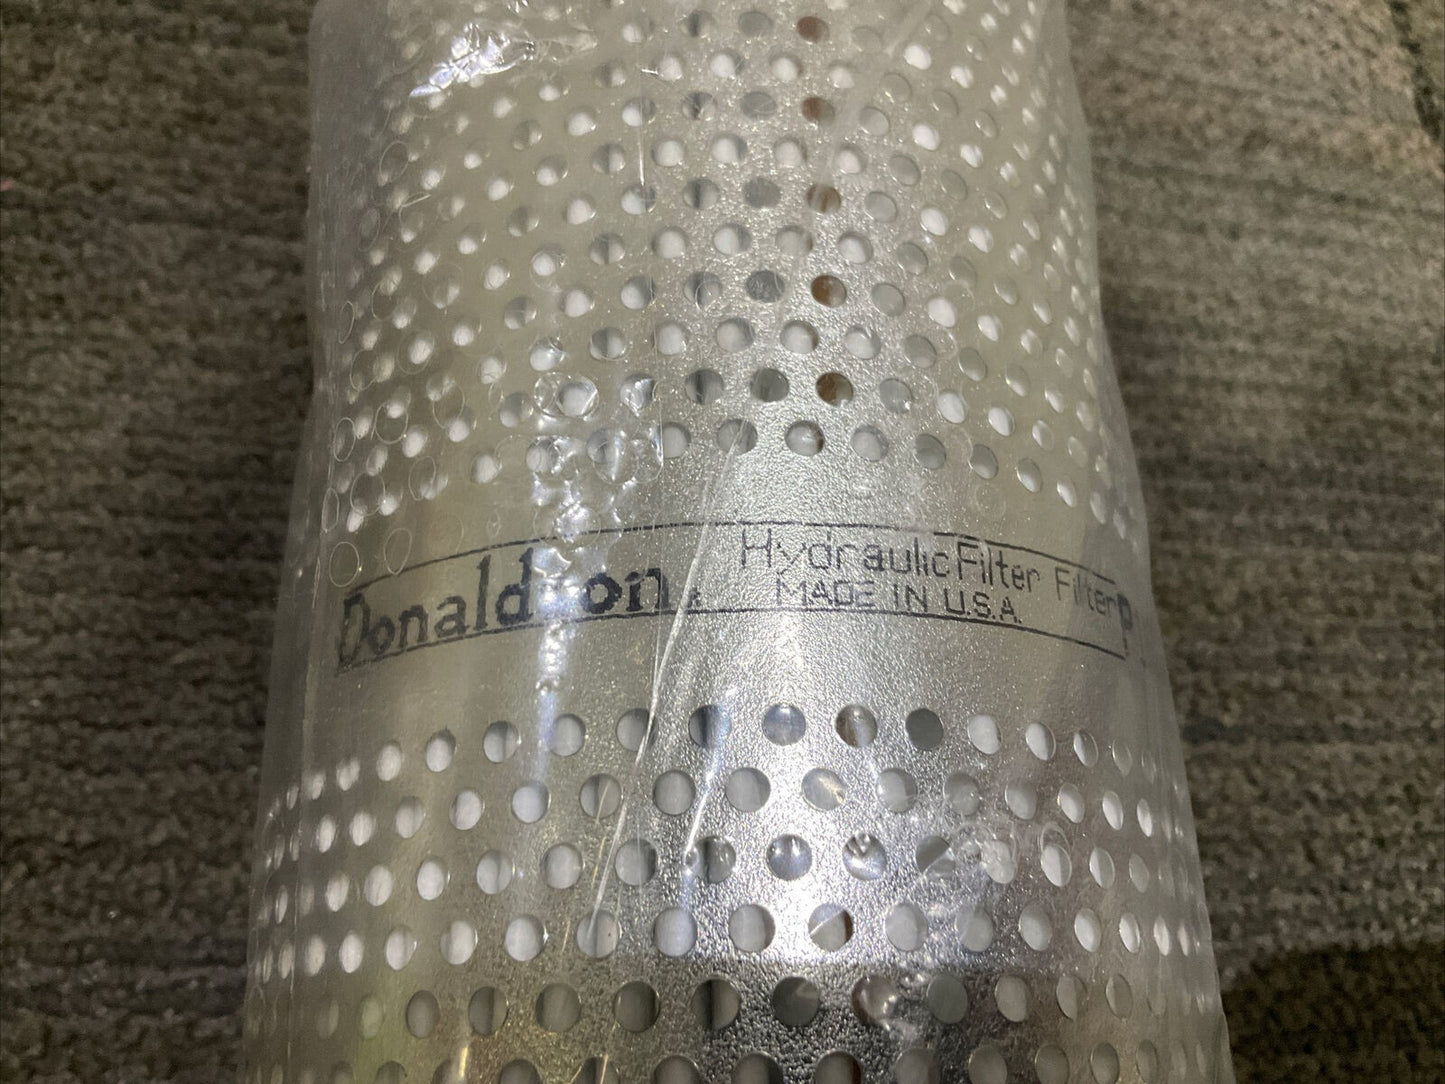 Donaldson.
Hydraulic Filter Filter P
MADE IN U.S.A.